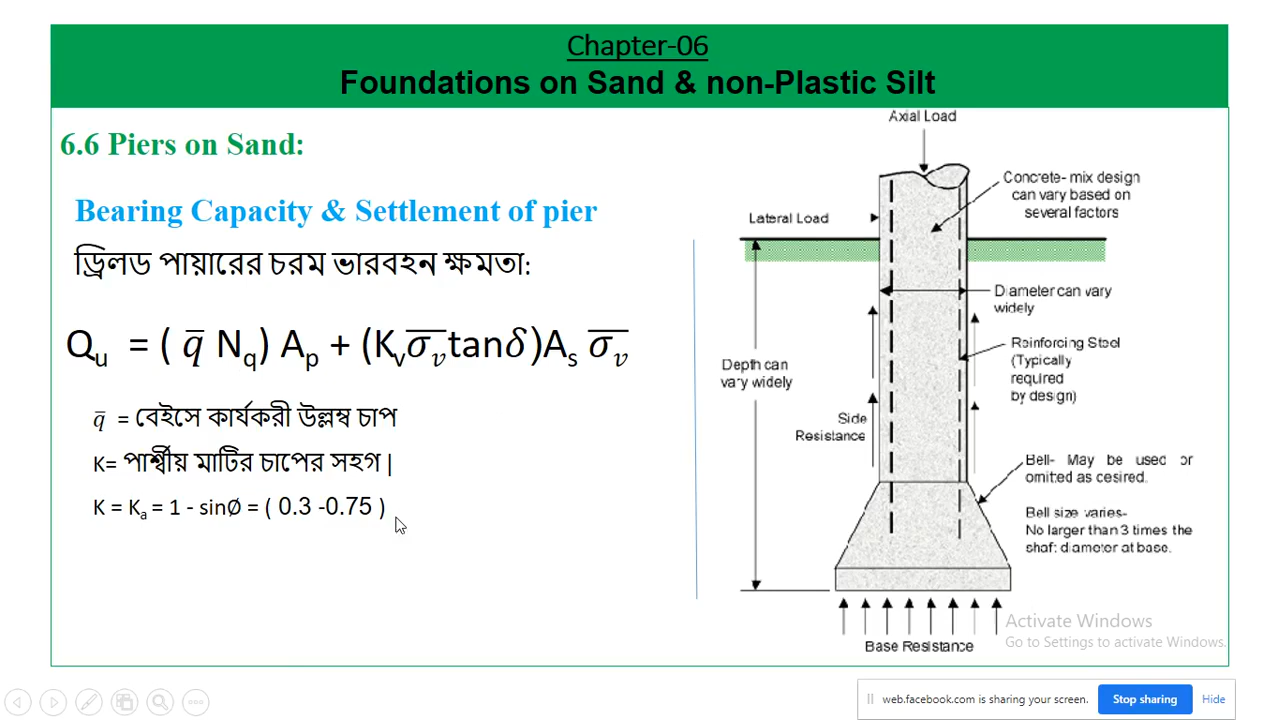 Chapter-06
Foundations on Sand & non-Plastic Silt
6.6 Piers on Sand:
Bearing Capacity & Settlement of pier
ড্রিলড পায়ারের চরম ভারবহন ক্ষমতা:
Qu = ( q̅ Nq) Ap + (Kv σv̅ tanδ)As σv̅
q̅ = বেইসে কার্যকরী উল্লম্ব চাপ
K= পার্শ্বীয় মাটির চাপের সহগ |
K = Ka = 1 - sinØ = ( 0.3 -0.75 )
Axial Load
Concrete- mix design
can vary based on
several factors
Lateral Load
Diameter can vary
widely
Reinforcing Steel
(Typically
required
by design)
Depth can
vary widely
Side
Resistance
Bell- May be used or
omitted as cesired.
Bell size varies-
No larger than 3 times the
shaf: diameter at base.
Base Resistance
Activate Windows
Go to Settings to activate Windows.
web.facebook.com is sharing your screen.
Stop sharing
Hide